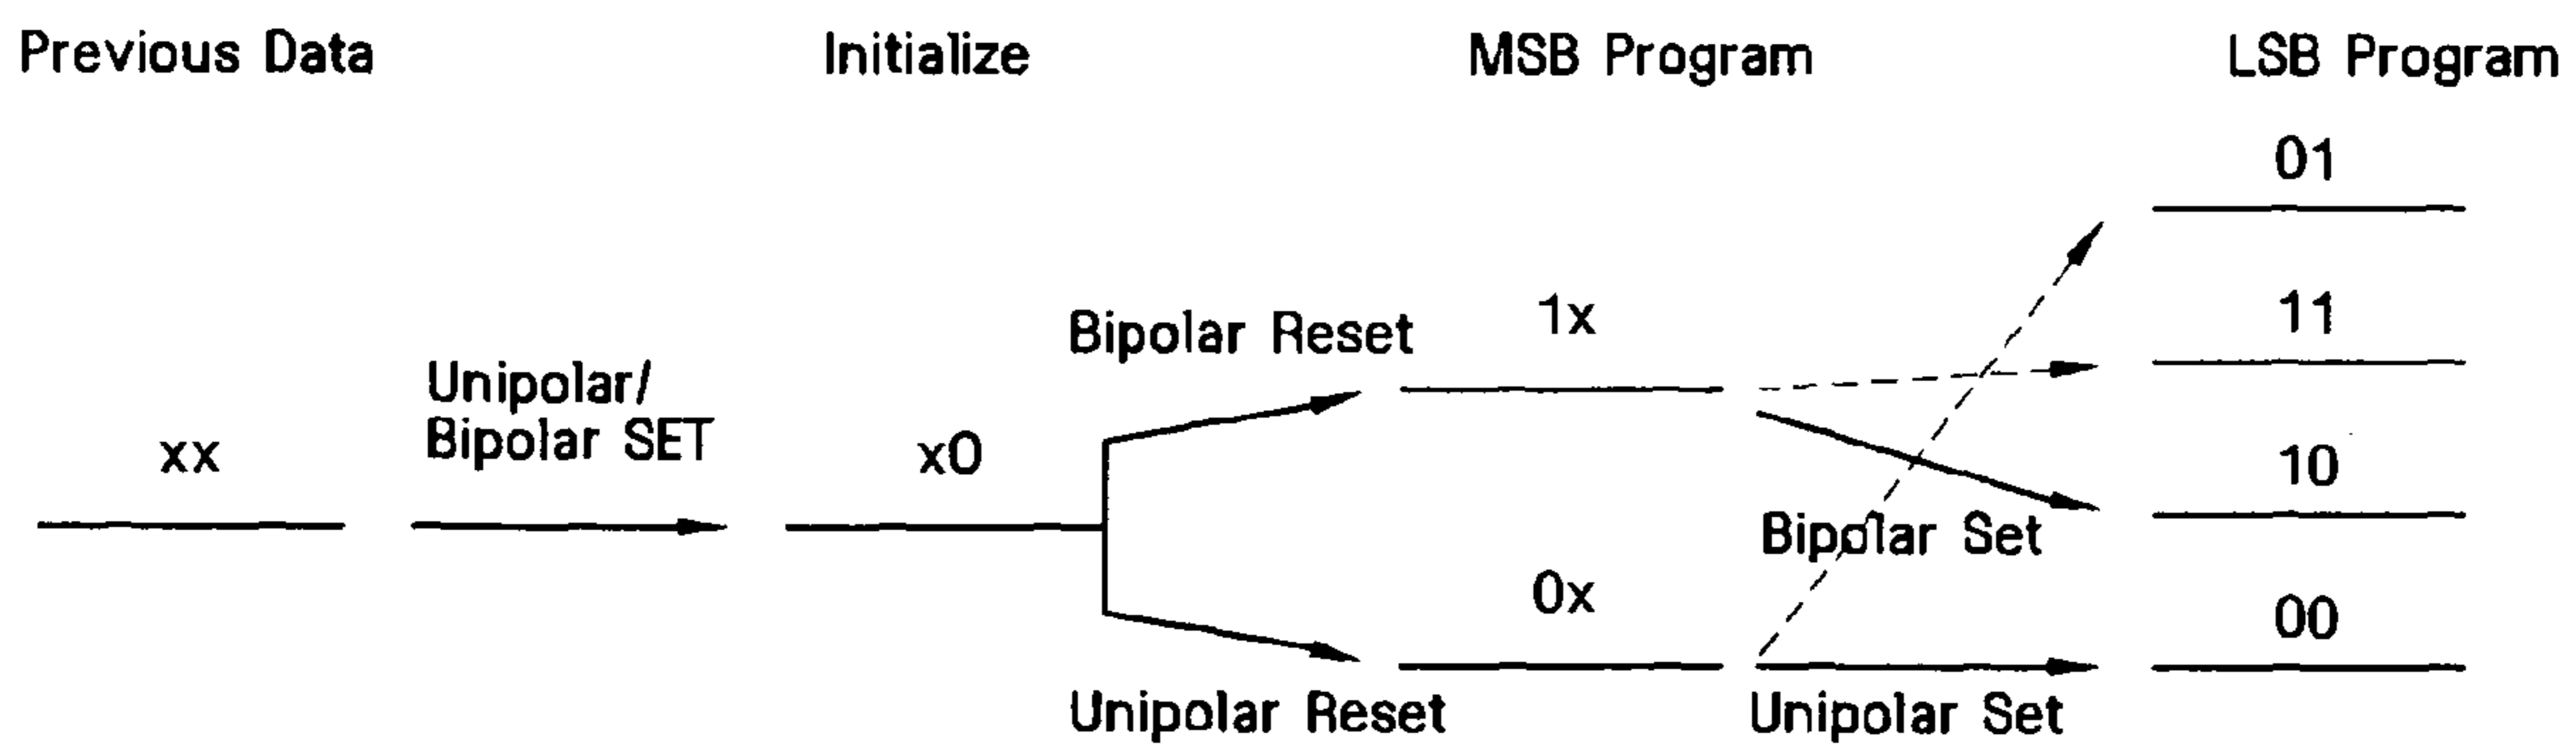 Previous Data
Initialize
MSB Program
LSB Program
01
Bipolar Reset
1x
11
Unipolar/
Bipolar SET
xx
x0
10
Bipolar Set
0x
00
Unipolar Reset
Unipolar Set